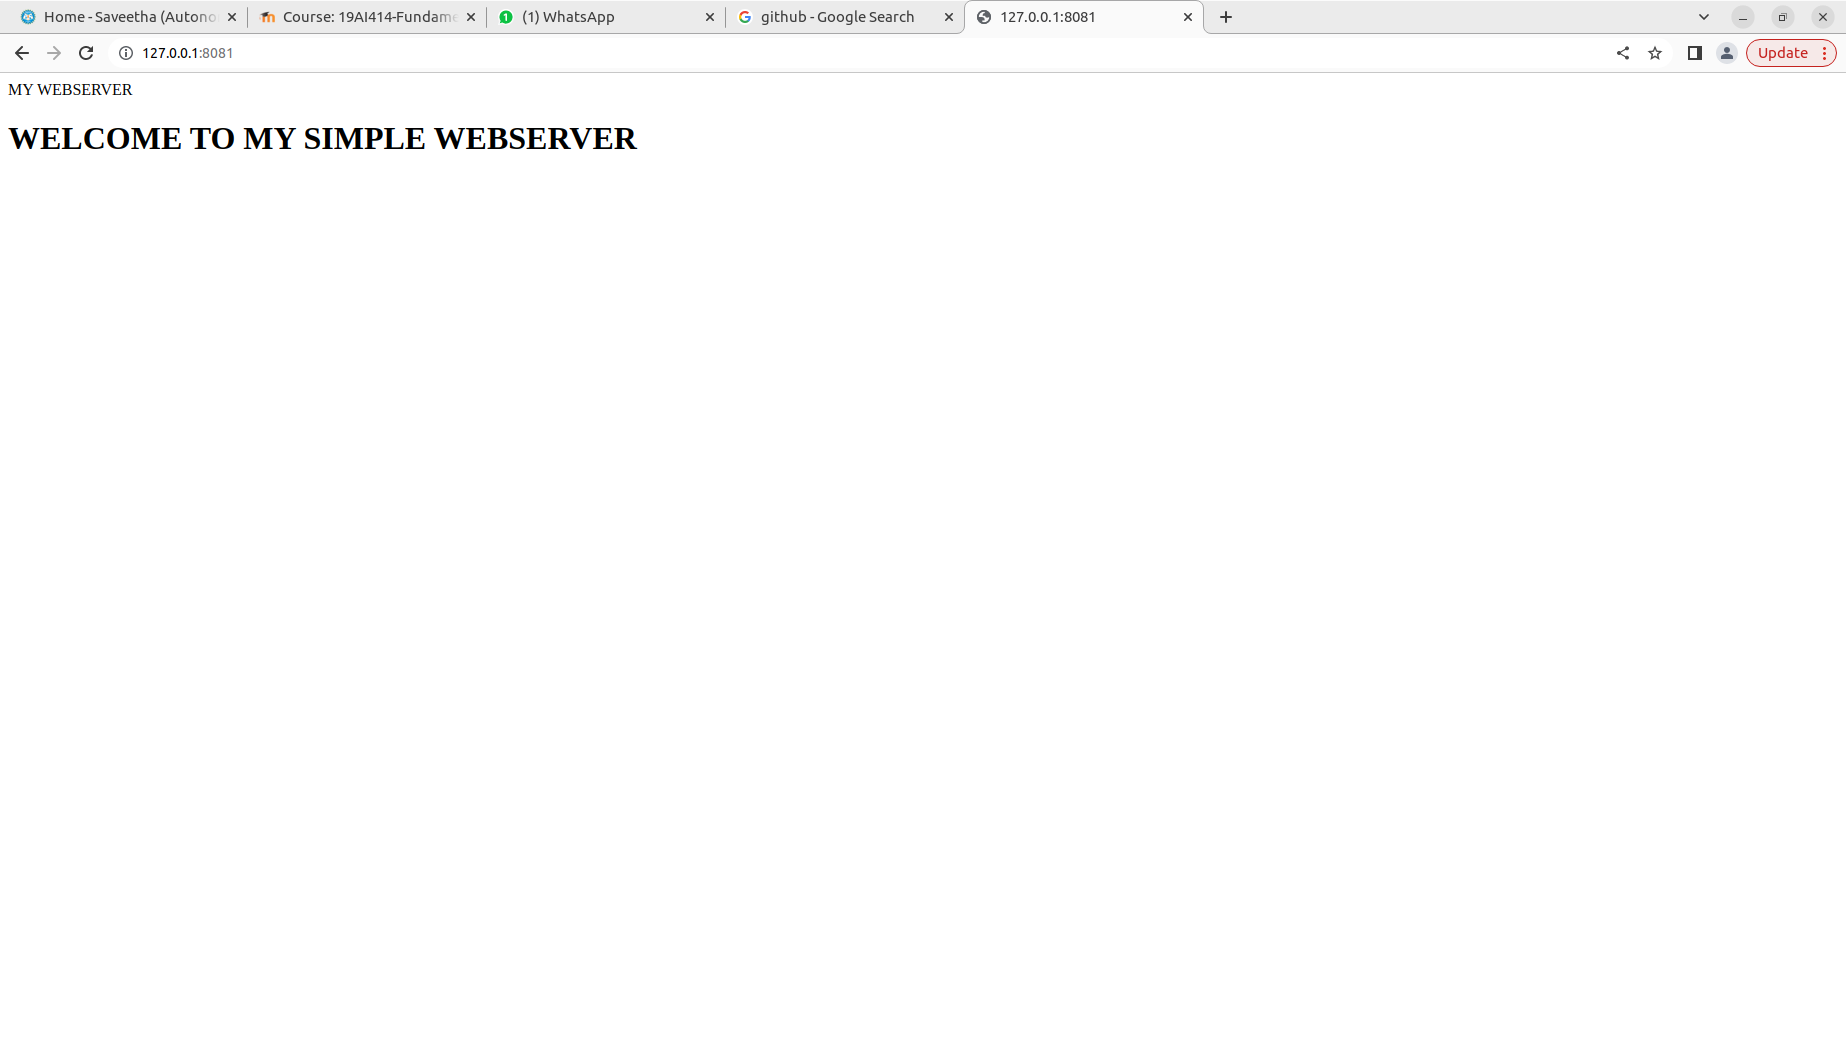 Home - Saveetha (Autono
Course: 19AI414-Fundame
(1) WhatsApp
github - Google Search
127.0.0.1:8081
127.0.0.1:8081
Update
MY WEBSERVER
WELCOME TO MY SIMPLE WEBSERVER